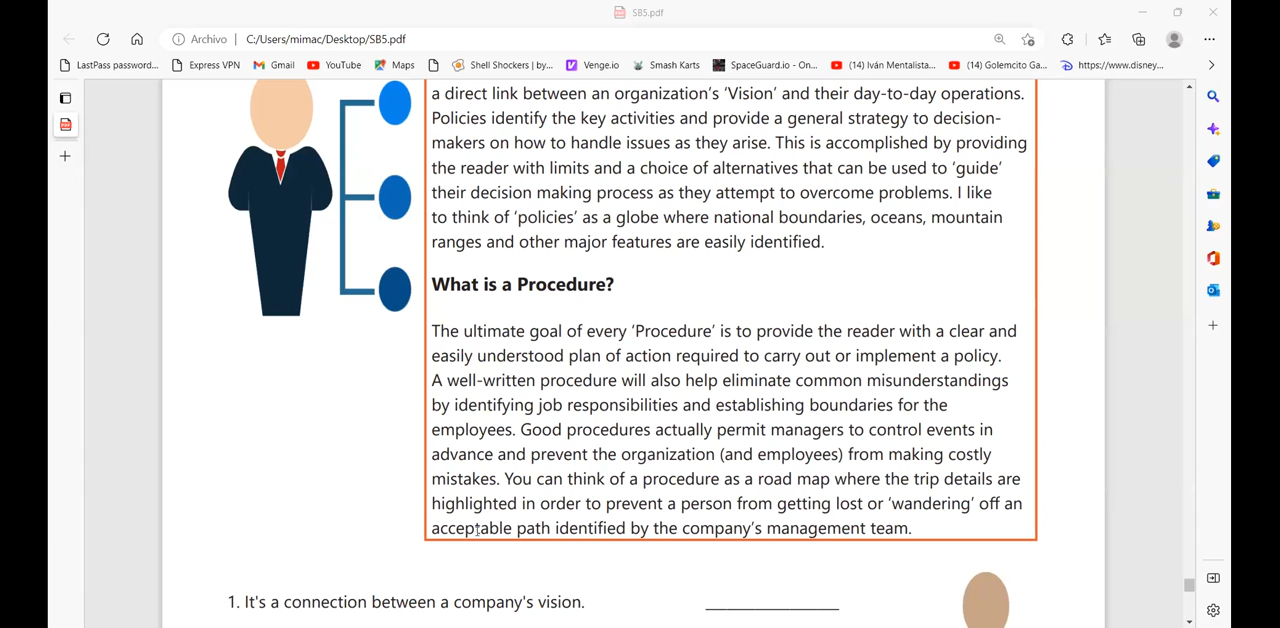 SB5.pdf
Archivo | C:/Users/mimac/Desktop/SB5.pdf
LastPass password... Express VPN Gmail YouTube Maps Shell Shockers | by... Venge.io Smash Karts SpaceGuard.io - On... (14) Iván Mentalista... (14) Golemcito Ga... https://www.disney...
a direct link between an organization's 'Vision' and their day-to-day operations.
Policies identify the key activities and provide a general strategy to decision-
makers on how to handle issues as they arise. This is accomplished by providing
the reader with limits and a choice of alternatives that can be used to 'guide'
their decision making process as they attempt to overcome problems. I like
to think of 'policies' as a globe where national boundaries, oceans, mountain
ranges and other major features are easily identified.
What is a Procedure?
The ultimate goal of every 'Procedure' is to provide the reader with a clear and
easily understood plan of action required to carry out or implement a policy.
A well-written procedure will also help eliminate common misunderstandings
by identifying job responsibilities and establishing boundaries for the
employees. Good procedures actually permit managers to control events in
advance and prevent the organization (and employees) from making costly
mistakes. You can think of a procedure as a road map where the trip details are
highlighted in order to prevent a person from getting lost or 'wandering' off an
acceptable path identified by the company's management team.
1. It's a connection between a company's vision. _______________